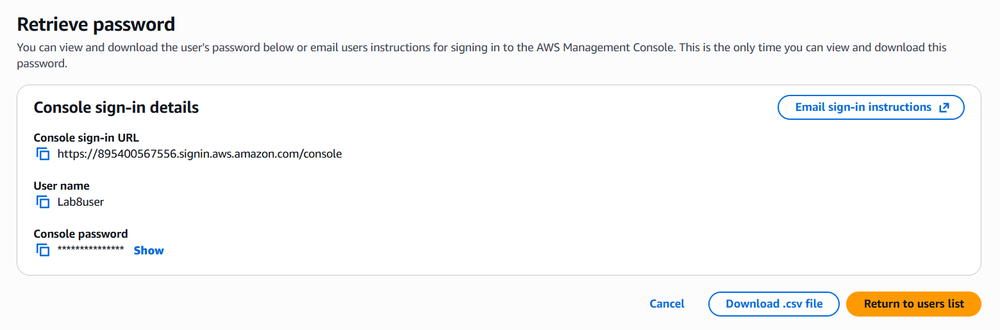 Retrieve password
You can view and download the user's password below or email users instructions for signing in to the AWS Management Console. This is the only time you can view and download this
password.
Console sign-in details
Email sign-in instructions
Console sign-in URL
https://895400567556.signin.aws.amazon.com/console
User name
Lab8user
Console password
*************** Show
Cancel
Download .csv file
Return to users list